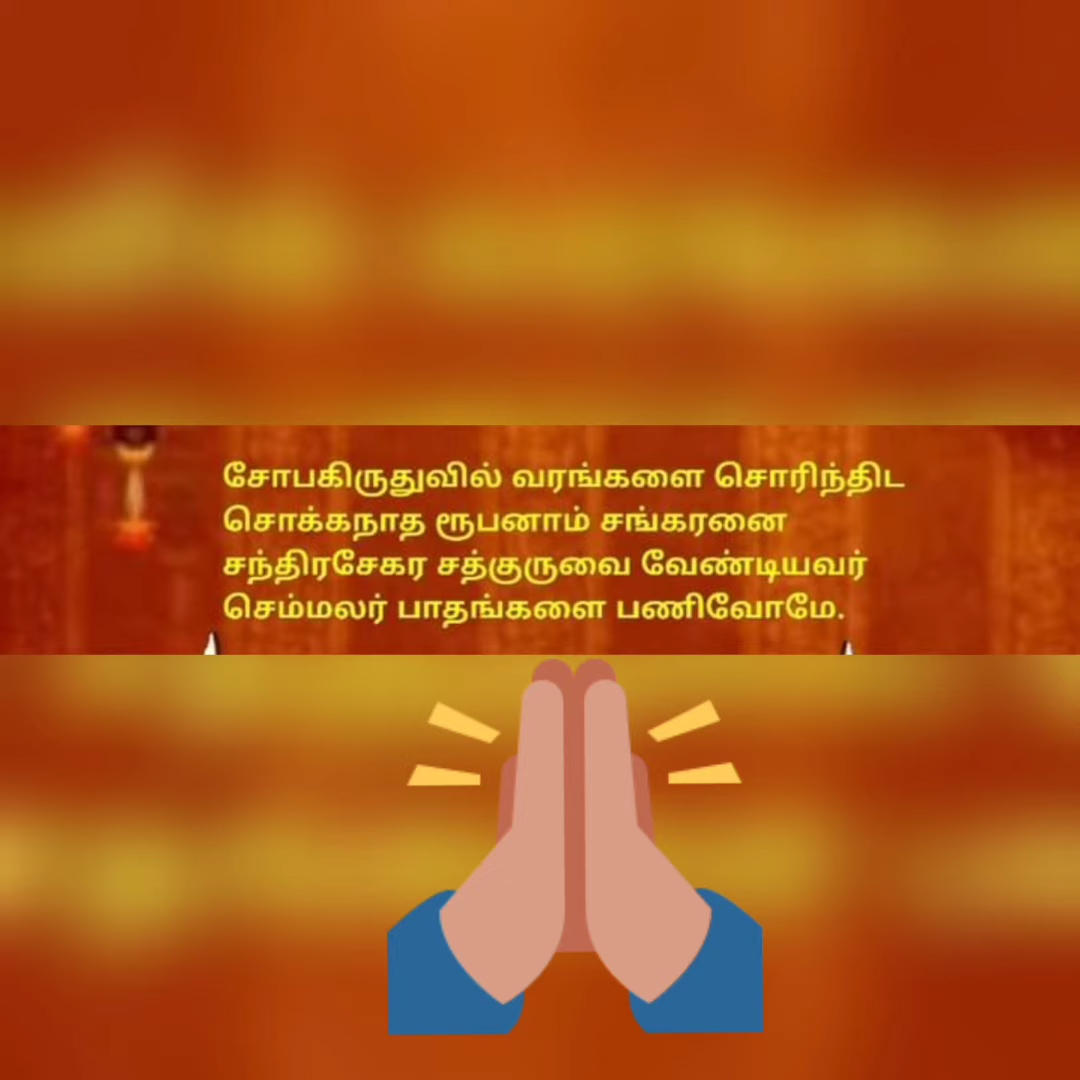 சோபகிருதுவில் வரங்களை சொரிந்திட
சொக்கநாத ரூபனாம் சங்கரனை
சந்திரசேகர சத்குருவை வேண்டியவர்
செம்மலர் பாதங்களை பணிவோமே.